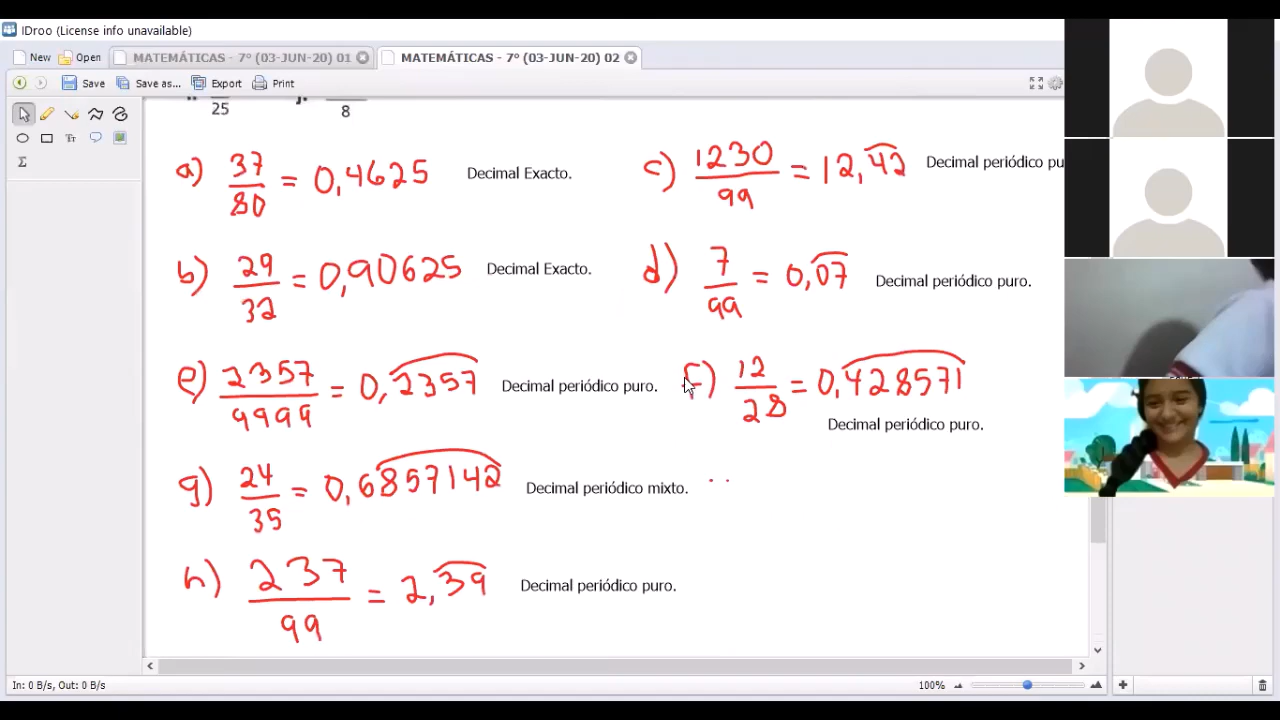 IDroo (License info unavailable)
New Open MATEMÁTICAS - 7º (03-JUN-20) 01 MATEMÁTICAS - 7º (03-JUN-20) 02
Save Save as... Export Print
25
8
a) 37/80 = 0,4625 Decimal Exacto.
c) 1230/99 = 12,42 Decimal periódico pu
b) 29/32 = 0,90625 Decimal Exacto.
d) 7/99 = 0,07 Decimal periódico puro.
e) 2357/9999 = 0,2357 Decimal periódico puro.
f) 12/28 = 0,428571
Decimal periódico puro.
g) 24/35 = 0,6857142 Decimal periódico mixto.
h) 237/99 = 2,39 Decimal periódico puro.
In: 0 B/s, Out: 0 B/s 100%